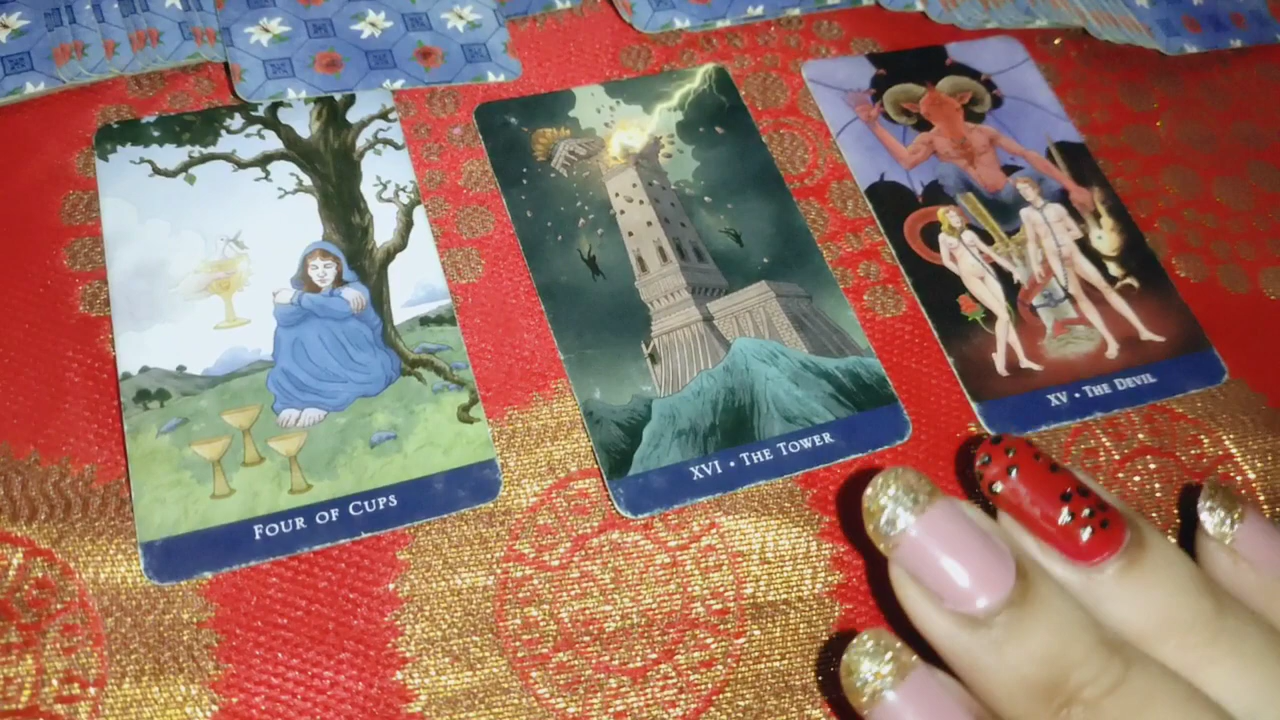 FOUR OF CUPS
XVI • THE TOWER
XV • THE DEVIL